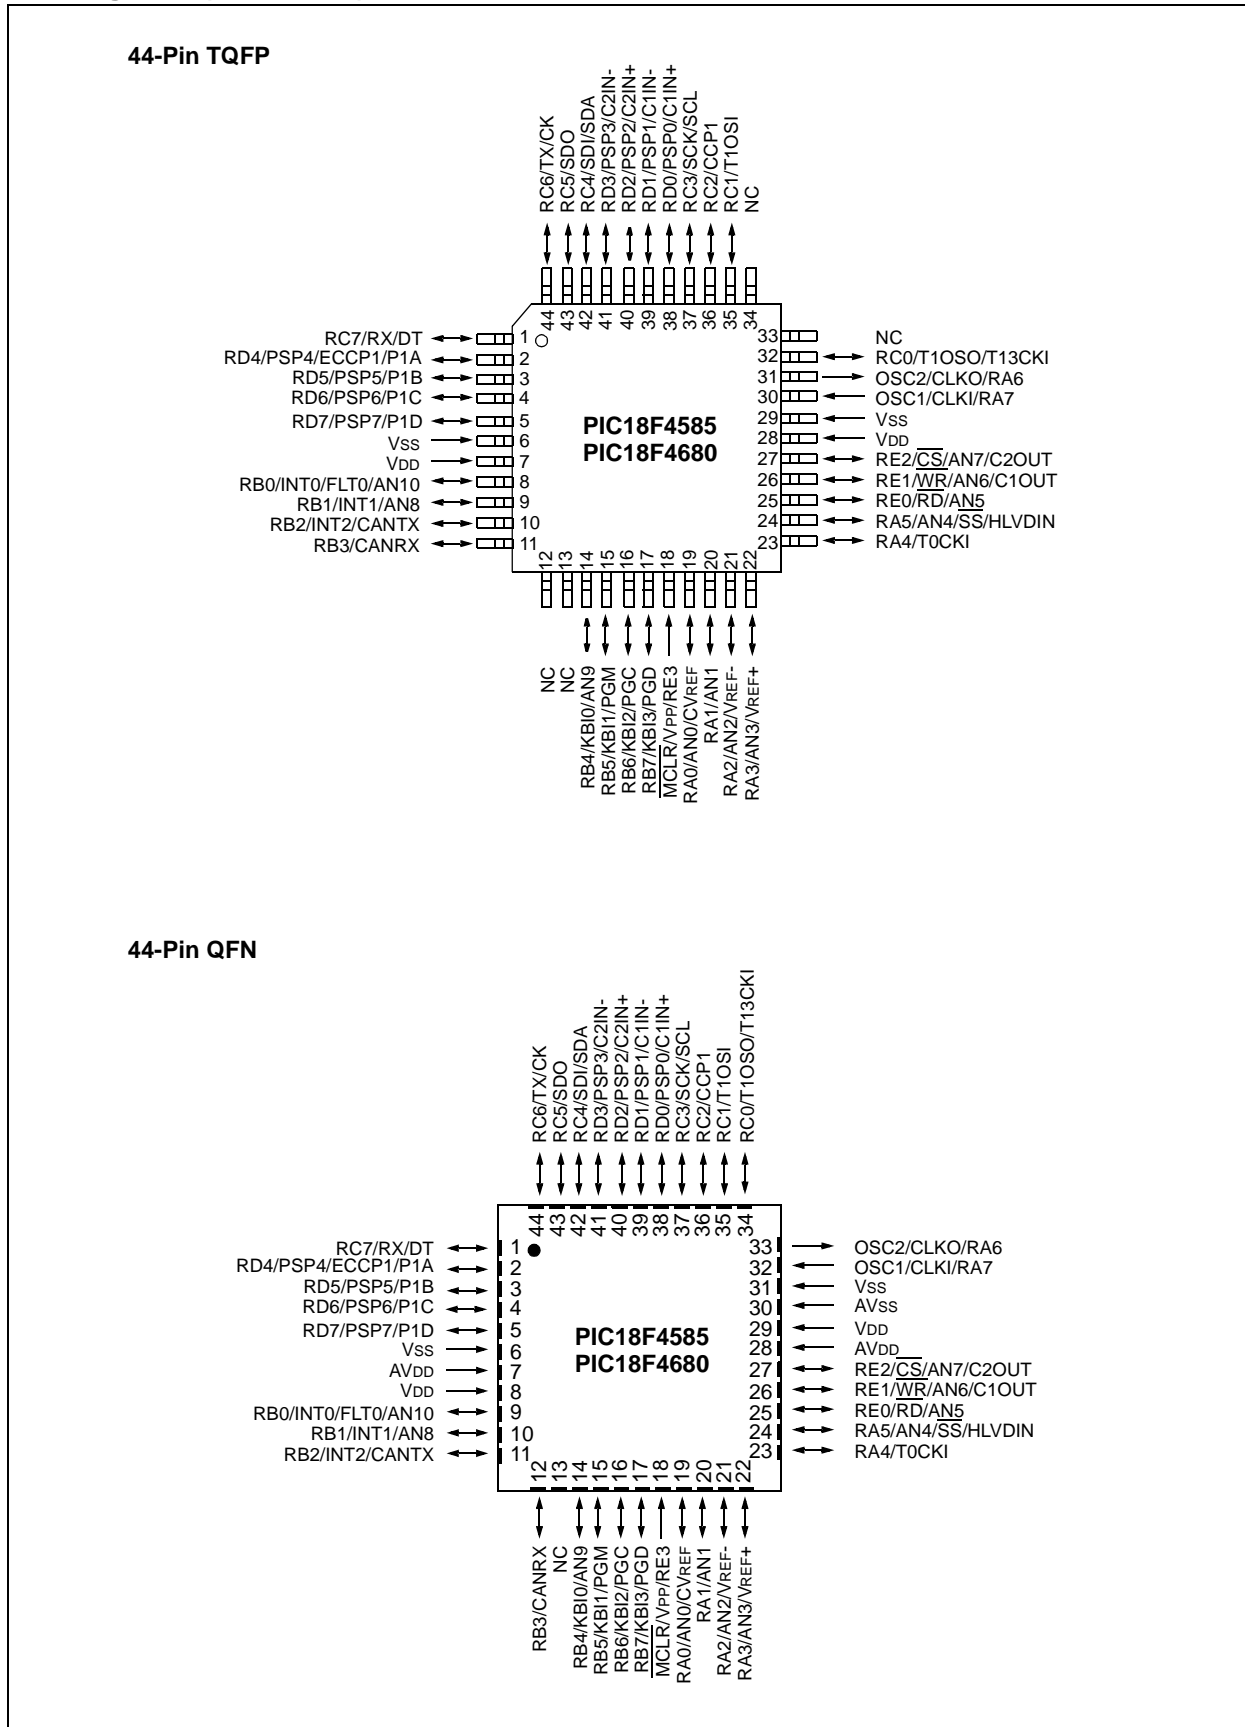 44-Pin TQFP
RC6/TX/CK
RC5/SDO
RC4/SDI/SDA
RD3/PSP3/C2IN-
RD2/PSP2/C2IN+
RD1/PSP1/C1IN-
RD0/PSP0/C1IN+
RC3/SCK/SCL
RC2/CCP1
RC1/T1OSI
NC
44
43
42
41
40
39
38
37
36
35
34
RC7/RX/DT 1
RD4/PSP4/ECCP1/P1A 2
RD5/PSP5/P1B 3
RD6/PSP6/P1C 4
RD7/PSP7/P1D 5
VSS 6
VDD 7
RB0/INT0/FLT0/AN10 8
RB1/INT1/AN8 9
RB2/INT2/CANTX 10
RB3/CANRX 11
PIC18F4585
PIC18F4680
33 NC
32 RC0/T1OSO/T13CKI
31 OSC2/CLKO/RA6
30 OSC1/CLKI/RA7
29 VSS
28 VDD
27 RE2/CS/AN7/C2OUT
26 RE1/WR/AN6/C1OUT
25 RE0/RD/AN5
24 RA5/AN4/SS/HLVDIN
23 RA4/T0CKI
12
13
14
15
16
17
18
19
20
21
22
NC
NC
RB4/KBI0/AN9
RB5/KBI1/PGM
RB6/KBI2/PGC
RB7/KBI3/PGD
MCLR/VPP/RE3
RA0/AN0/CVREF
RA1/AN1
RA2/AN2/VREF-
RA3/AN3/VREF+
44-Pin QFN
RC6/TX/CK
RC5/SDO
RC4/SDI/SDA
RD3/PSP3/C2IN-
RD2/PSP2/C2IN+
RD1/PSP1/C1IN-
RD0/PSP0/C1IN+
RC3/SCK/SCL
RC2/CCP1
RC1/T1OSI
RC0/T1OSO/T13CKI
44
43
42
41
40
39
38
37
36
35
34
RC7/RX/DT 1
RD4/PSP4/ECCP1/P1A 2
RD5/PSP5/P1B 3
RD6/PSP6/P1C 4
RD7/PSP7/P1D 5
VSS 6
AVDD 7
VDD 8
RB0/INT0/FLT0/AN10 9
RB1/INT1/AN8 10
RB2/INT2/CANTX 11
PIC18F4585
PIC18F4680
33 OSC2/CLKO/RA6
32 OSC1/CLKI/RA7
31 VSS
30 AVSS
29 VDD
28 AVDD
27 RE2/CS/AN7/C2OUT
26 RE1/WR/AN6/C1OUT
25 RE0/RD/AN5
24 RA5/AN4/SS/HLVDIN
23 RA4/T0CKI
12
13
14
15
16
17
18
19
20
21
22
RB3/CANRX
NC
RB4/KBI0/AN9
RB5/KBI1/PGM
RB6/KBI2/PGC
RB7/KBI3/PGD
MCLR/VPP/RE3
RA0/AN0/CVREF
RA1/AN1
RA2/AN2/VREF-
RA3/AN3/VREF+